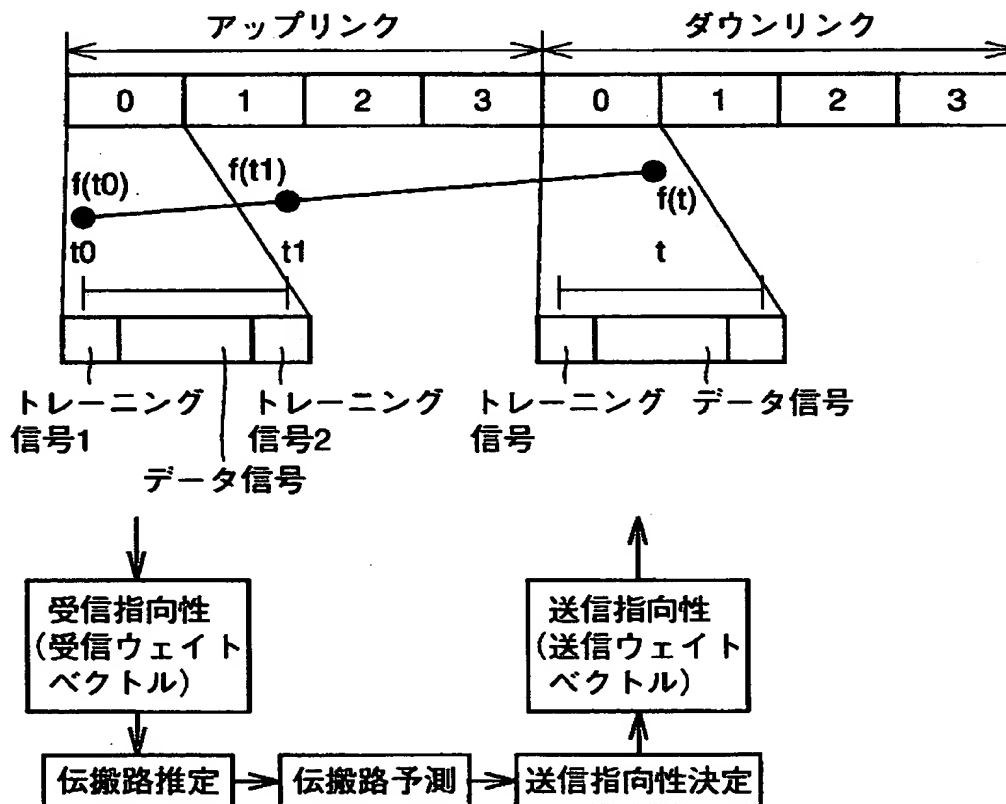 アップリンク
ダウンリンク
0 1 2 3 0 1 2 3
f(t0) f(t1) f(t)
t0 t1 t
トレーニング
信号1
トレーニング
信号2
データ信号
トレーニング
信号
データ信号
受信指向性
(受信ウェイト
ベクトル)
送信指向性
(送信ウェイト
ベクトル)
伝搬路推定
伝搬路予測
送信指向性決定